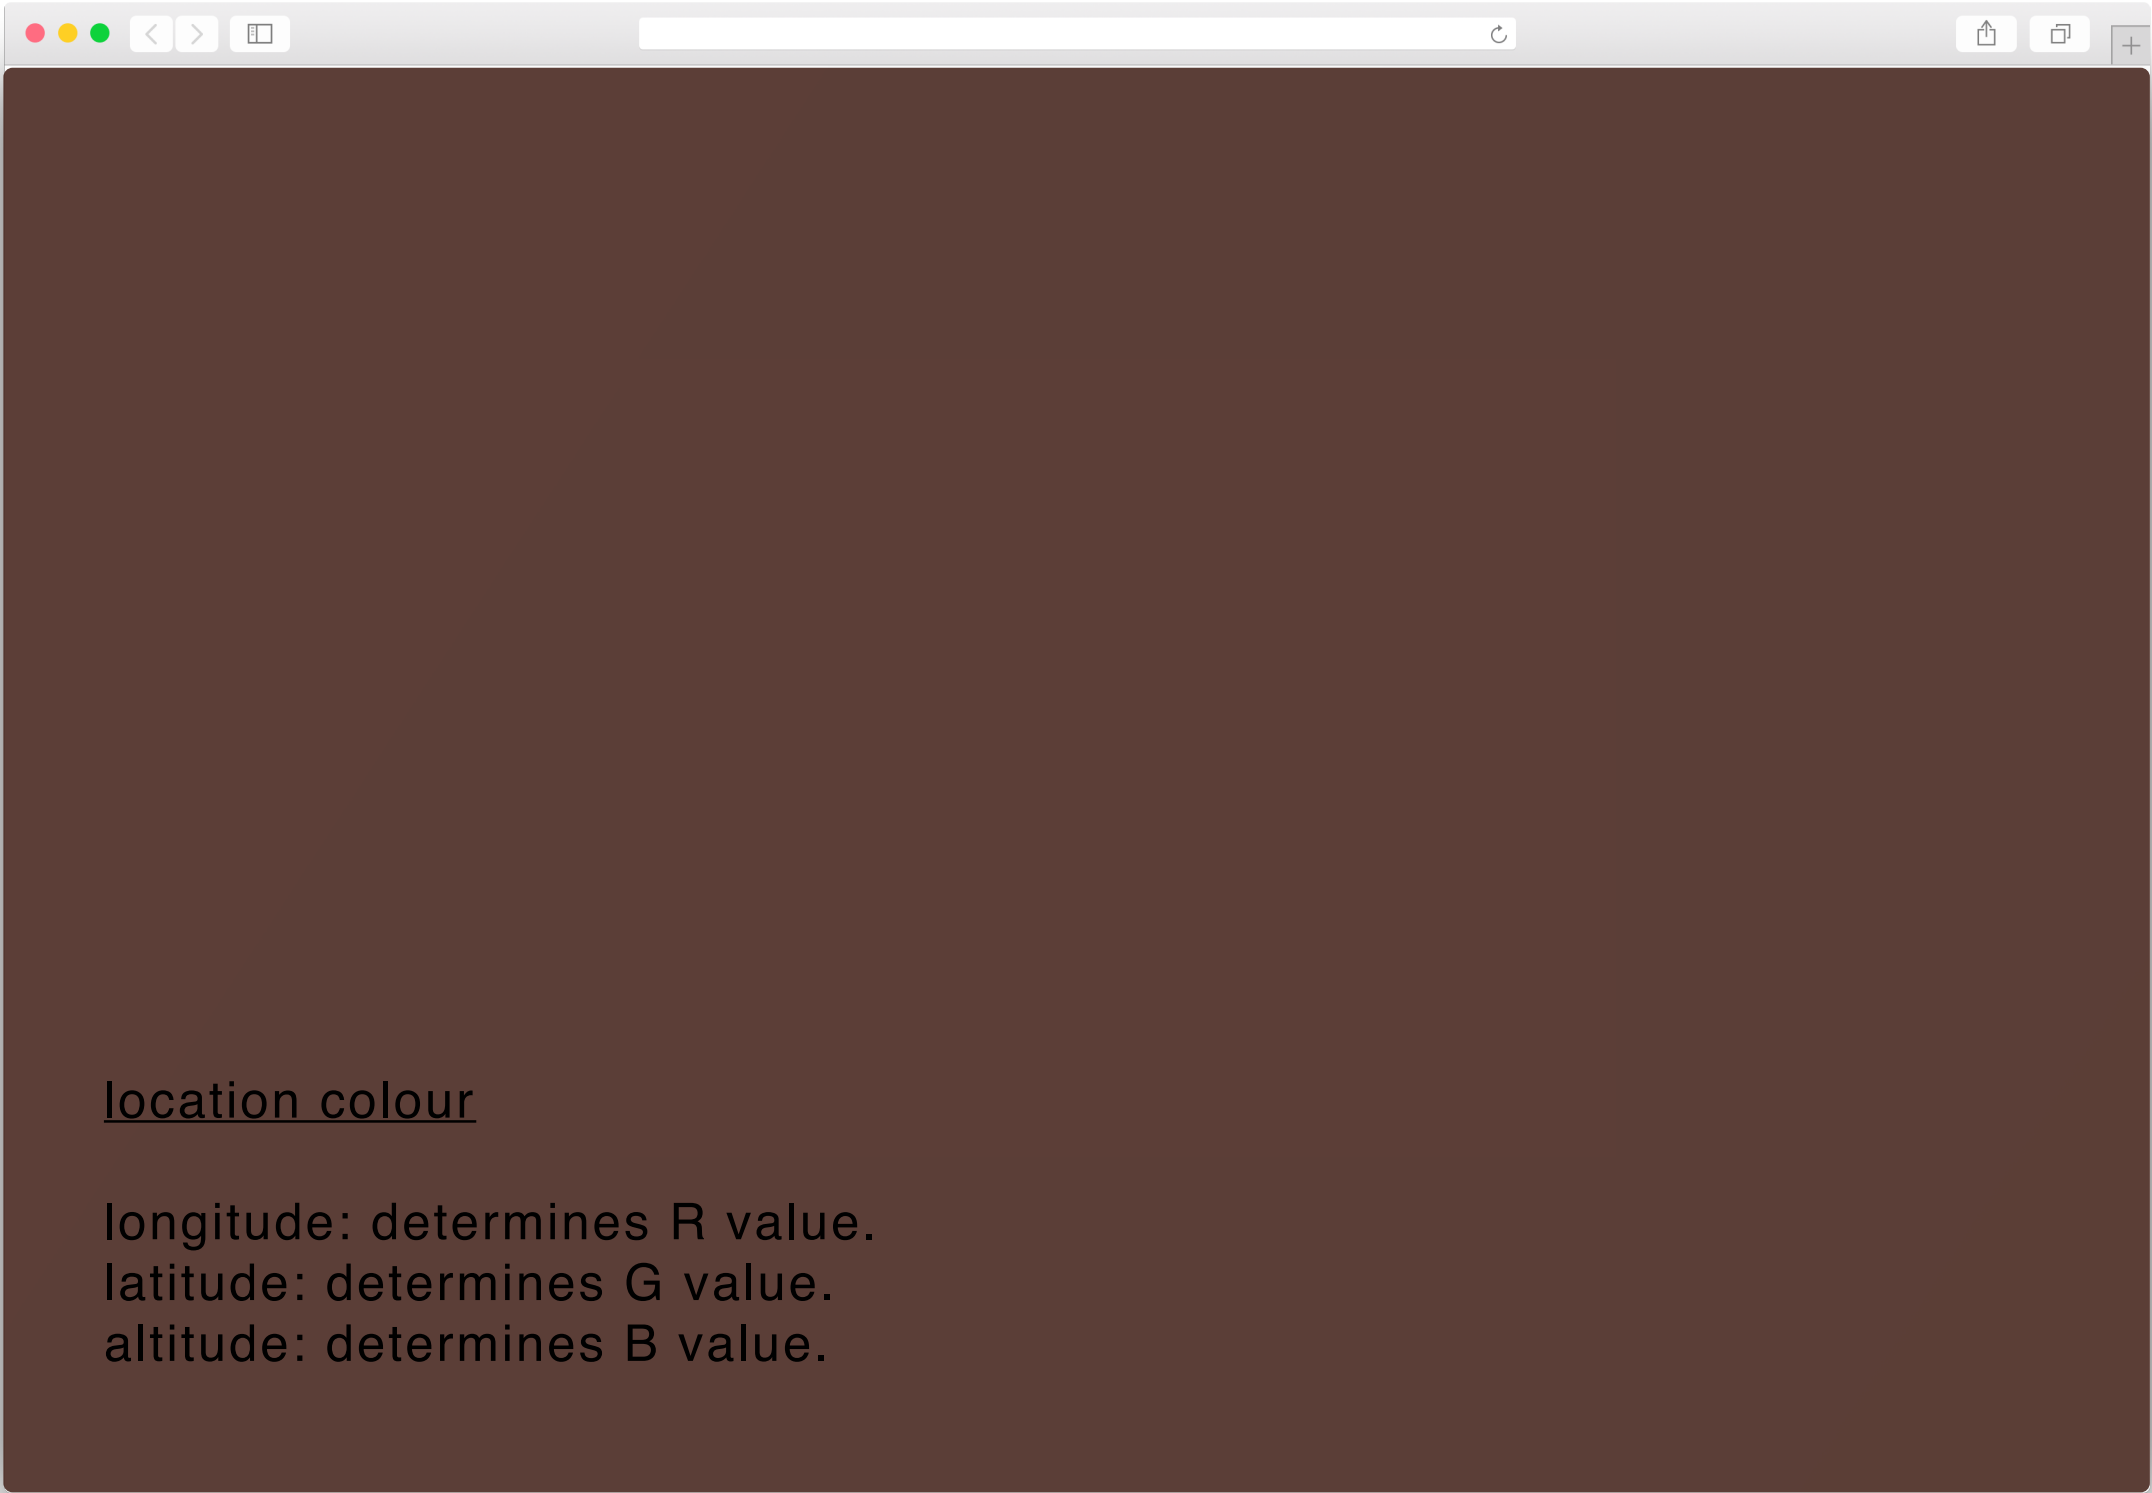 location colour
longitude: determines R value.
latitude: determines G value.
altitude: determines B value.